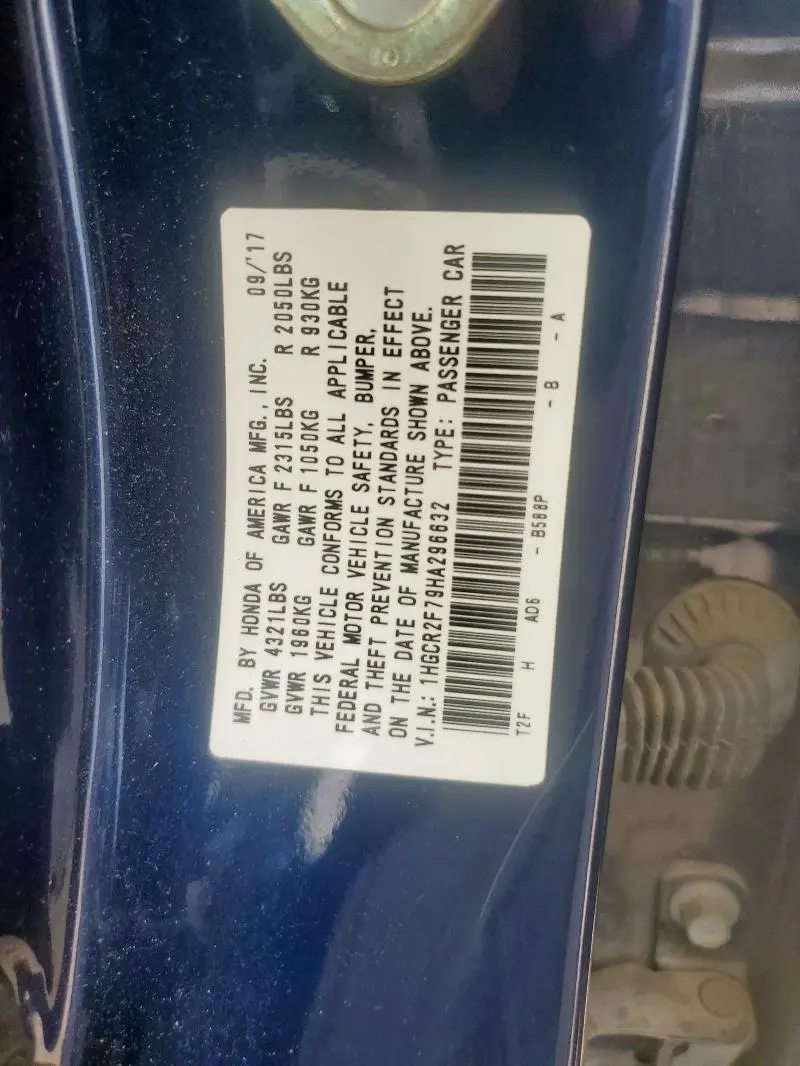 MFD. BY HONDA OF AMERICA MFG., INC. 09/'17
GVWR 4321LBS GAWR F 2315LBS R 2050LBS
GVWR 1960KG GAWR F 1050KG R 930KG
THIS VEHICLE CONFORMS TO ALL APPLICABLE
FEDERAL MOTOR VEHICLE SAFETY, BUMPER,
AND THEFT PREVENTION STANDARDS IN EFFECT
ON THE DATE OF MANUFACTURE SHOWN ABOVE.
V.I.N.: 1HGCR2F79HA296632 TYPE: PASSENGER CAR
T2F H AD6 - B588P - B - A